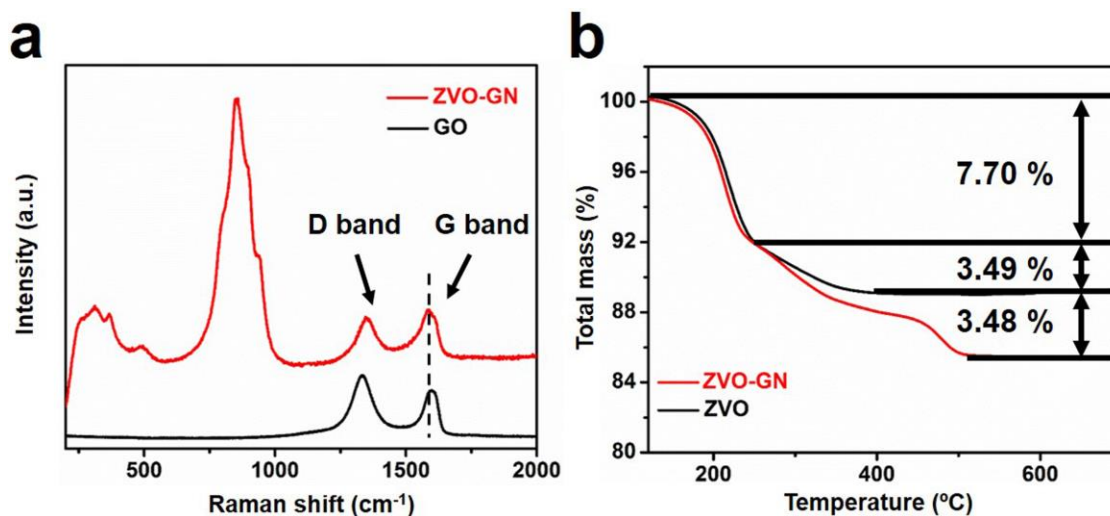 a
Intensity (a.u.)
ZVO-GN
GO
D band
G band
500
1000
1500
2000
Raman shift (cm⁻¹)
b
Total mass (%)
100
96
92
88
84
80
7.70 %
3.49 %
3.48 %
ZVO-GN
ZVO
200
400
600
Temperature (ºC)